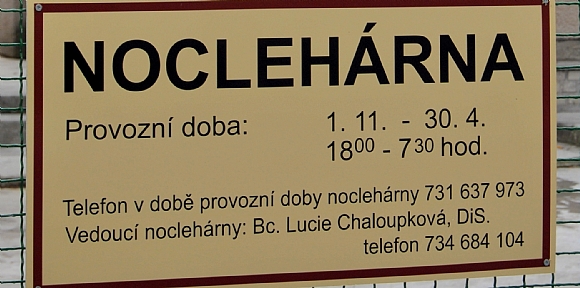 NOCLEHÁRNA
Provozní doba: 1. 11. - 30. 4.
18⁰⁰ - 7³⁰ hod.
Telefon v době provozní doby noclehárny 731 637 973
Vedoucí noclehárny: Bc. Lucie Chaloupková, DiS.
telefon 734 684 104